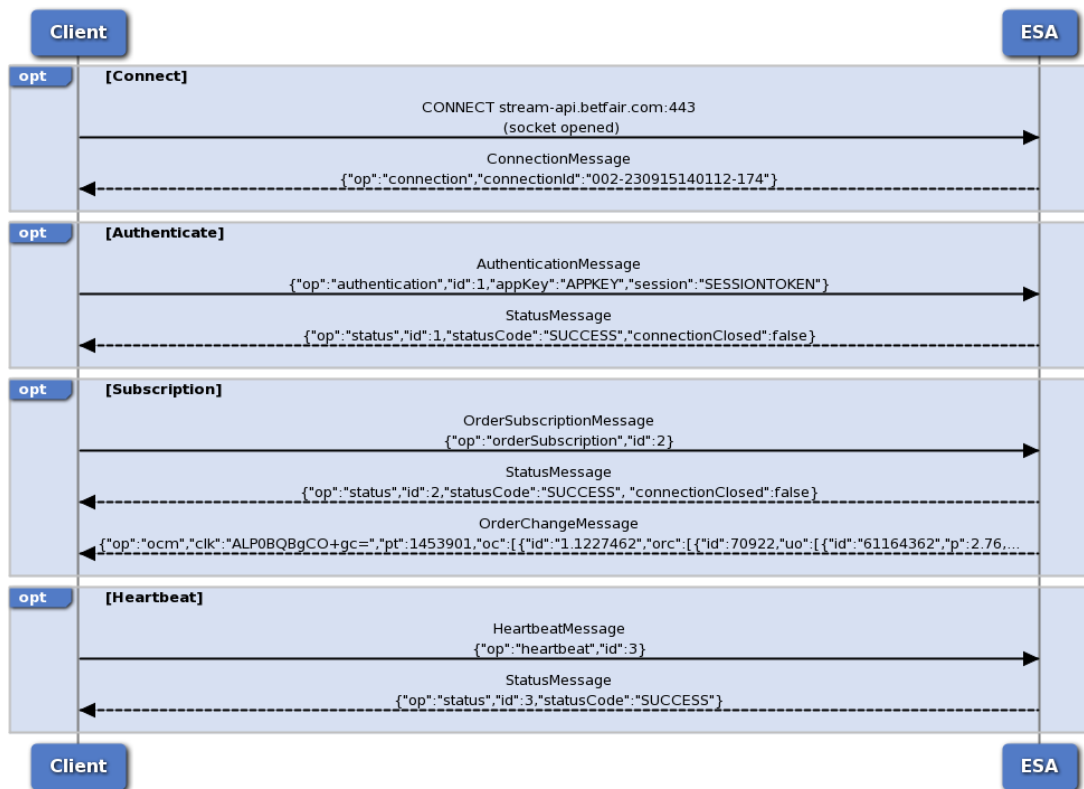 Client ESA
opt [Connect]
CONNECT stream-api.betfair.com:443
(socket opened)
ConnectionMessage
{"op":"connection","connectionId":"002-230915140112-174"}
opt [Authenticate]
AuthenticationMessage
{"op":"authentication","id":1,"appKey":"APPKEY","session":"SESSIONTOKEN"}
StatusMessage
{"op":"status","id":1,"statusCode":"SUCCESS","connectionClosed":false}
opt [Subscription]
OrderSubscriptionMessage
{"op":"orderSubscription","id":2}
StatusMessage
{"op":"status","id":2,"statusCode":"SUCCESS", "connectionClosed":false}
OrderChangeMessage
{"op":"ocm","clk":"ALP0BQBgCO+gc=","pt":1453901,"oc":[{"id":"1.1227462","orc":[{"id":70922,"uo":[{"id":"61164362","p":2.76,...
opt [Heartbeat]
HeartbeatMessage
{"op":"heartbeat","id":3}
StatusMessage
{"op":"status","id":3,"statusCode":"SUCCESS"}
Client ESA